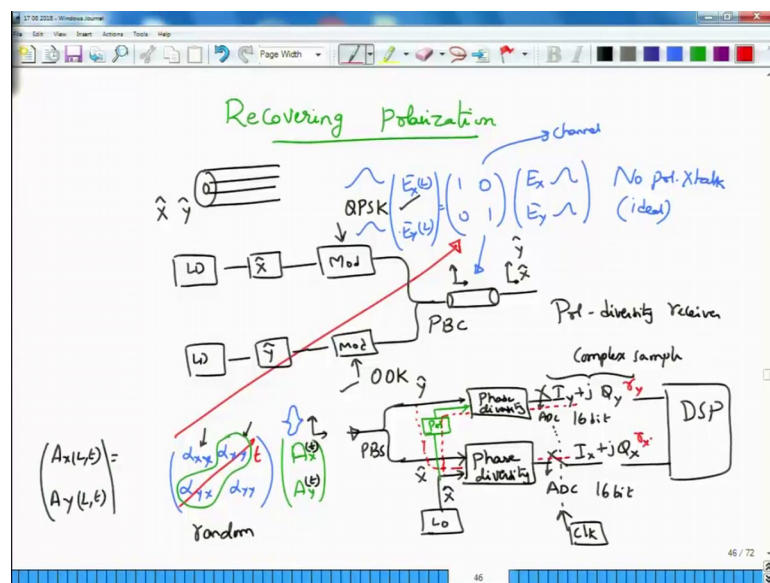 17 08 2018 - Windows Journal
File Edit View Insert Actions Tools Help
Page Width
Recovering Polarization
channel
x̂ ŷ
QPSK
Ex(L) = 1 0 Ex
Ey(L) 0 1 Ey
No pol. Xtalk
(ideal)
LD x̂ Mod
ŷ
x̂
PBC
Pol-diversity receiver
LD ŷ Mod
OOK
Complex sample
ŷ
Phase diversity
X Iy + j Qy ry
ADC 16 bit
DSP
Pol
PBS
Phase diversity
X Ix + j Qx rx
x̂ x̂
ADC 16 bit
LO
Clk
Ax(L,t) = αxx αxy t Ax(t)
Ay(L,t) αyx αyy Ay(t)
random
46 / 72
46